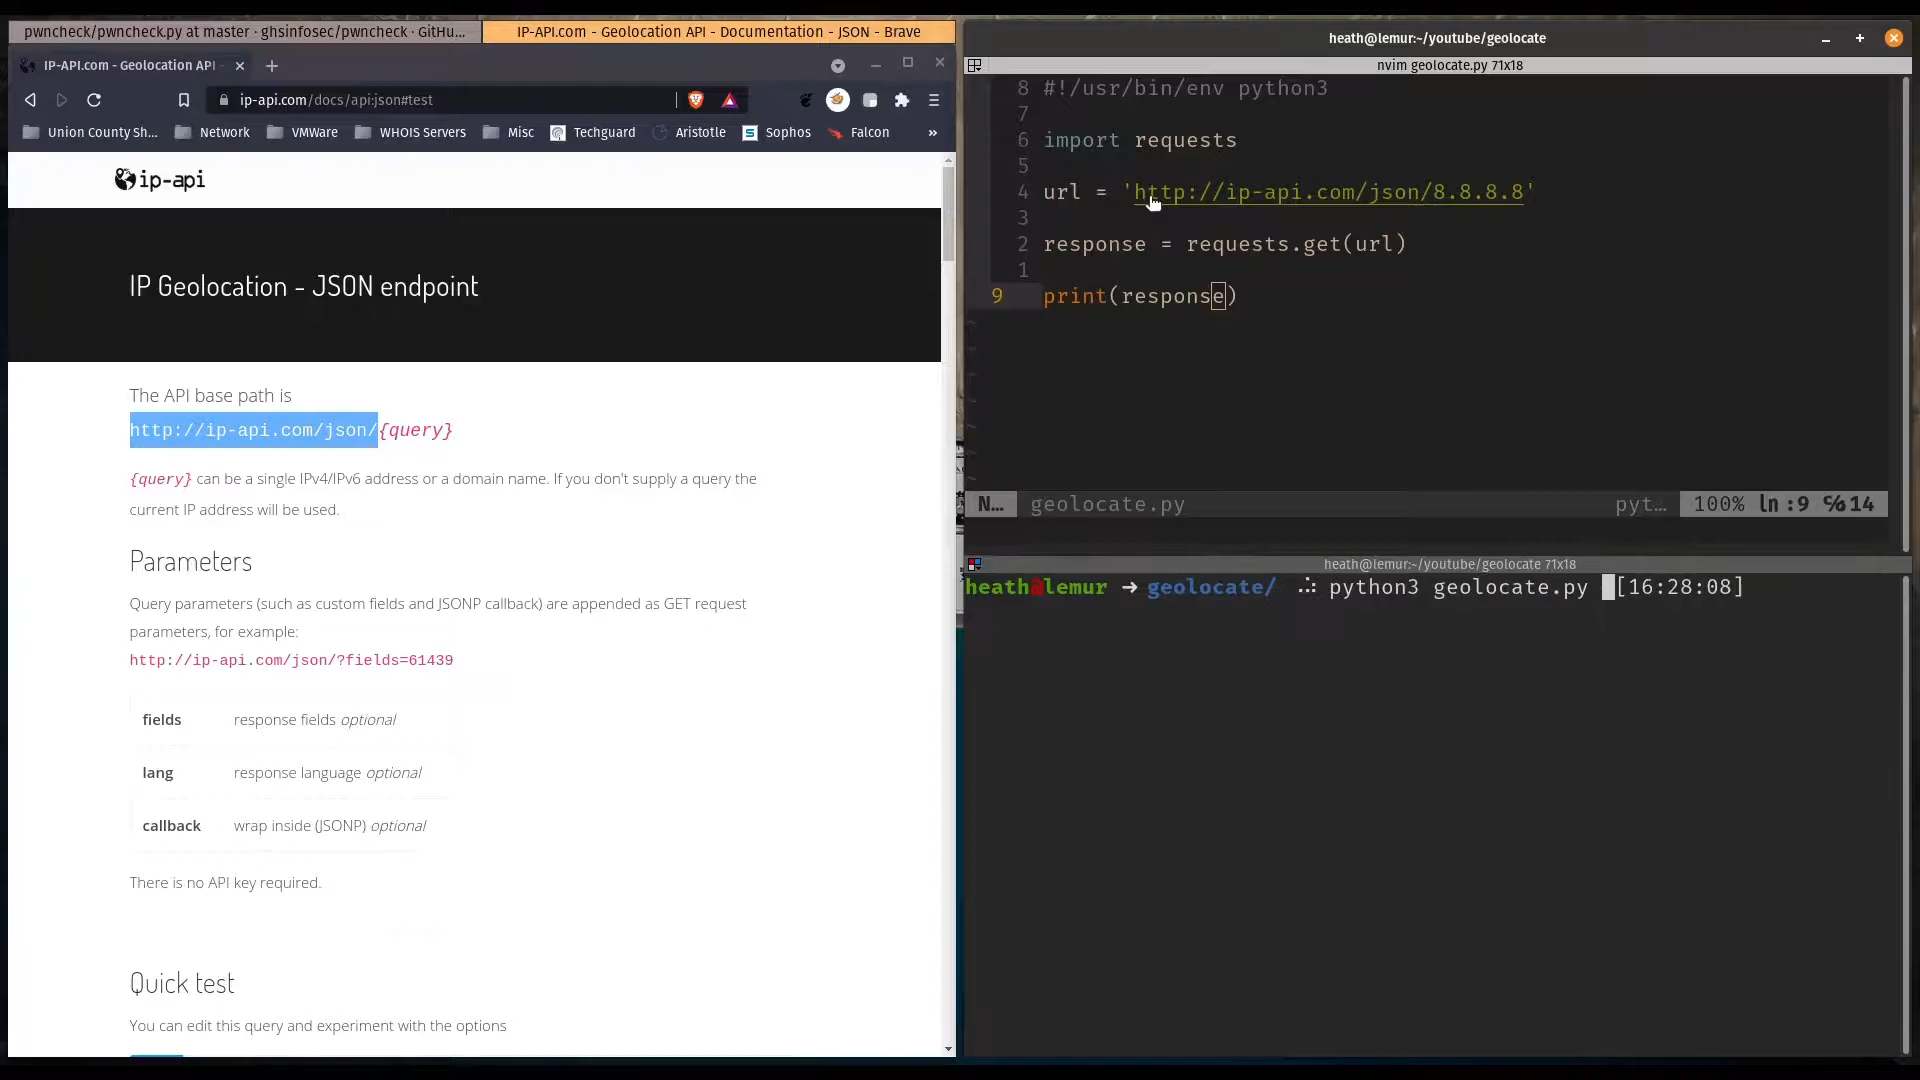 pwncheck/pwncheck.py at master · ghsinfosec/pwncheck · GitHu...
IP-API.com - Geolocation API - Documentation - JSON - Brave
IP-API.com - Geolocation API
ip-api.com/docs/api:json#test
Union County Sh...
Network
VMWare
WHOIS Servers
Misc
Techguard
Aristotle
Sophos
Falcon
»
ip-api
IP Geolocation - JSON endpoint
The API base path is
http://ip-api.com/json/{query}
{query} can be a single IPv4/IPv6 address or a domain name. If you don't supply a query the
current IP address will be used.
Parameters
Query parameters (such as custom fields and JSONP callback) are appended as GET request
parameters, for example:
http://ip-api.com/json/?fields=61439
fields response fields optional
lang response language optional
callback wrap inside (JSONP) optional
There is no API key required.
Quick test
You can edit this query and experiment with the options
heath@lemur:~/youtube/geolocate
nvim geolocate.py 71x18
8 #!/usr/bin/env python3
7
6 import requests
5
4 url = 'http://ip-api.com/json/8.8.8.8'
3
2 response = requests.get(url)
1
9 print(response)
~
~
~
~
~
~
~
N... geolocate.py pyt... 100% ln :9 ℅14
heath@lemur:~/youtube/geolocate 71x18
heath@lemur ➜ geolocate/ ⁙ python3 geolocate.py [16:28:08]